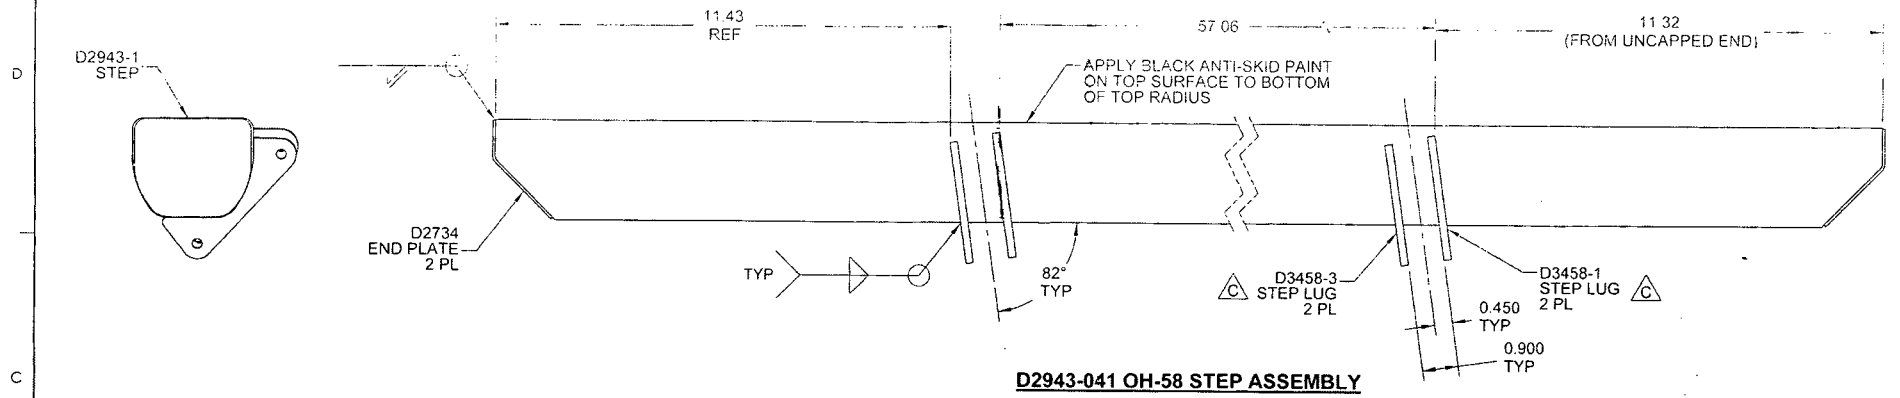 11.43
REF
57.06
11.32
(FROM UNCAPPED END)
D2943-1
STEP
D
APPLY BLACK ANTI-SKID PAINT
ON TOP SURFACE TO BOTTOM
OF TOP RADIUS
D2734
END PLATE
2 PL
TYP
82°
TYP
C
D3458-3
STEP LUG
2 PL
D3458-1
STEP LUG
2 PL
C
0.450
TYP
0.900
TYP
C
D2943-041 OH-58 STEP ASSEMBLY